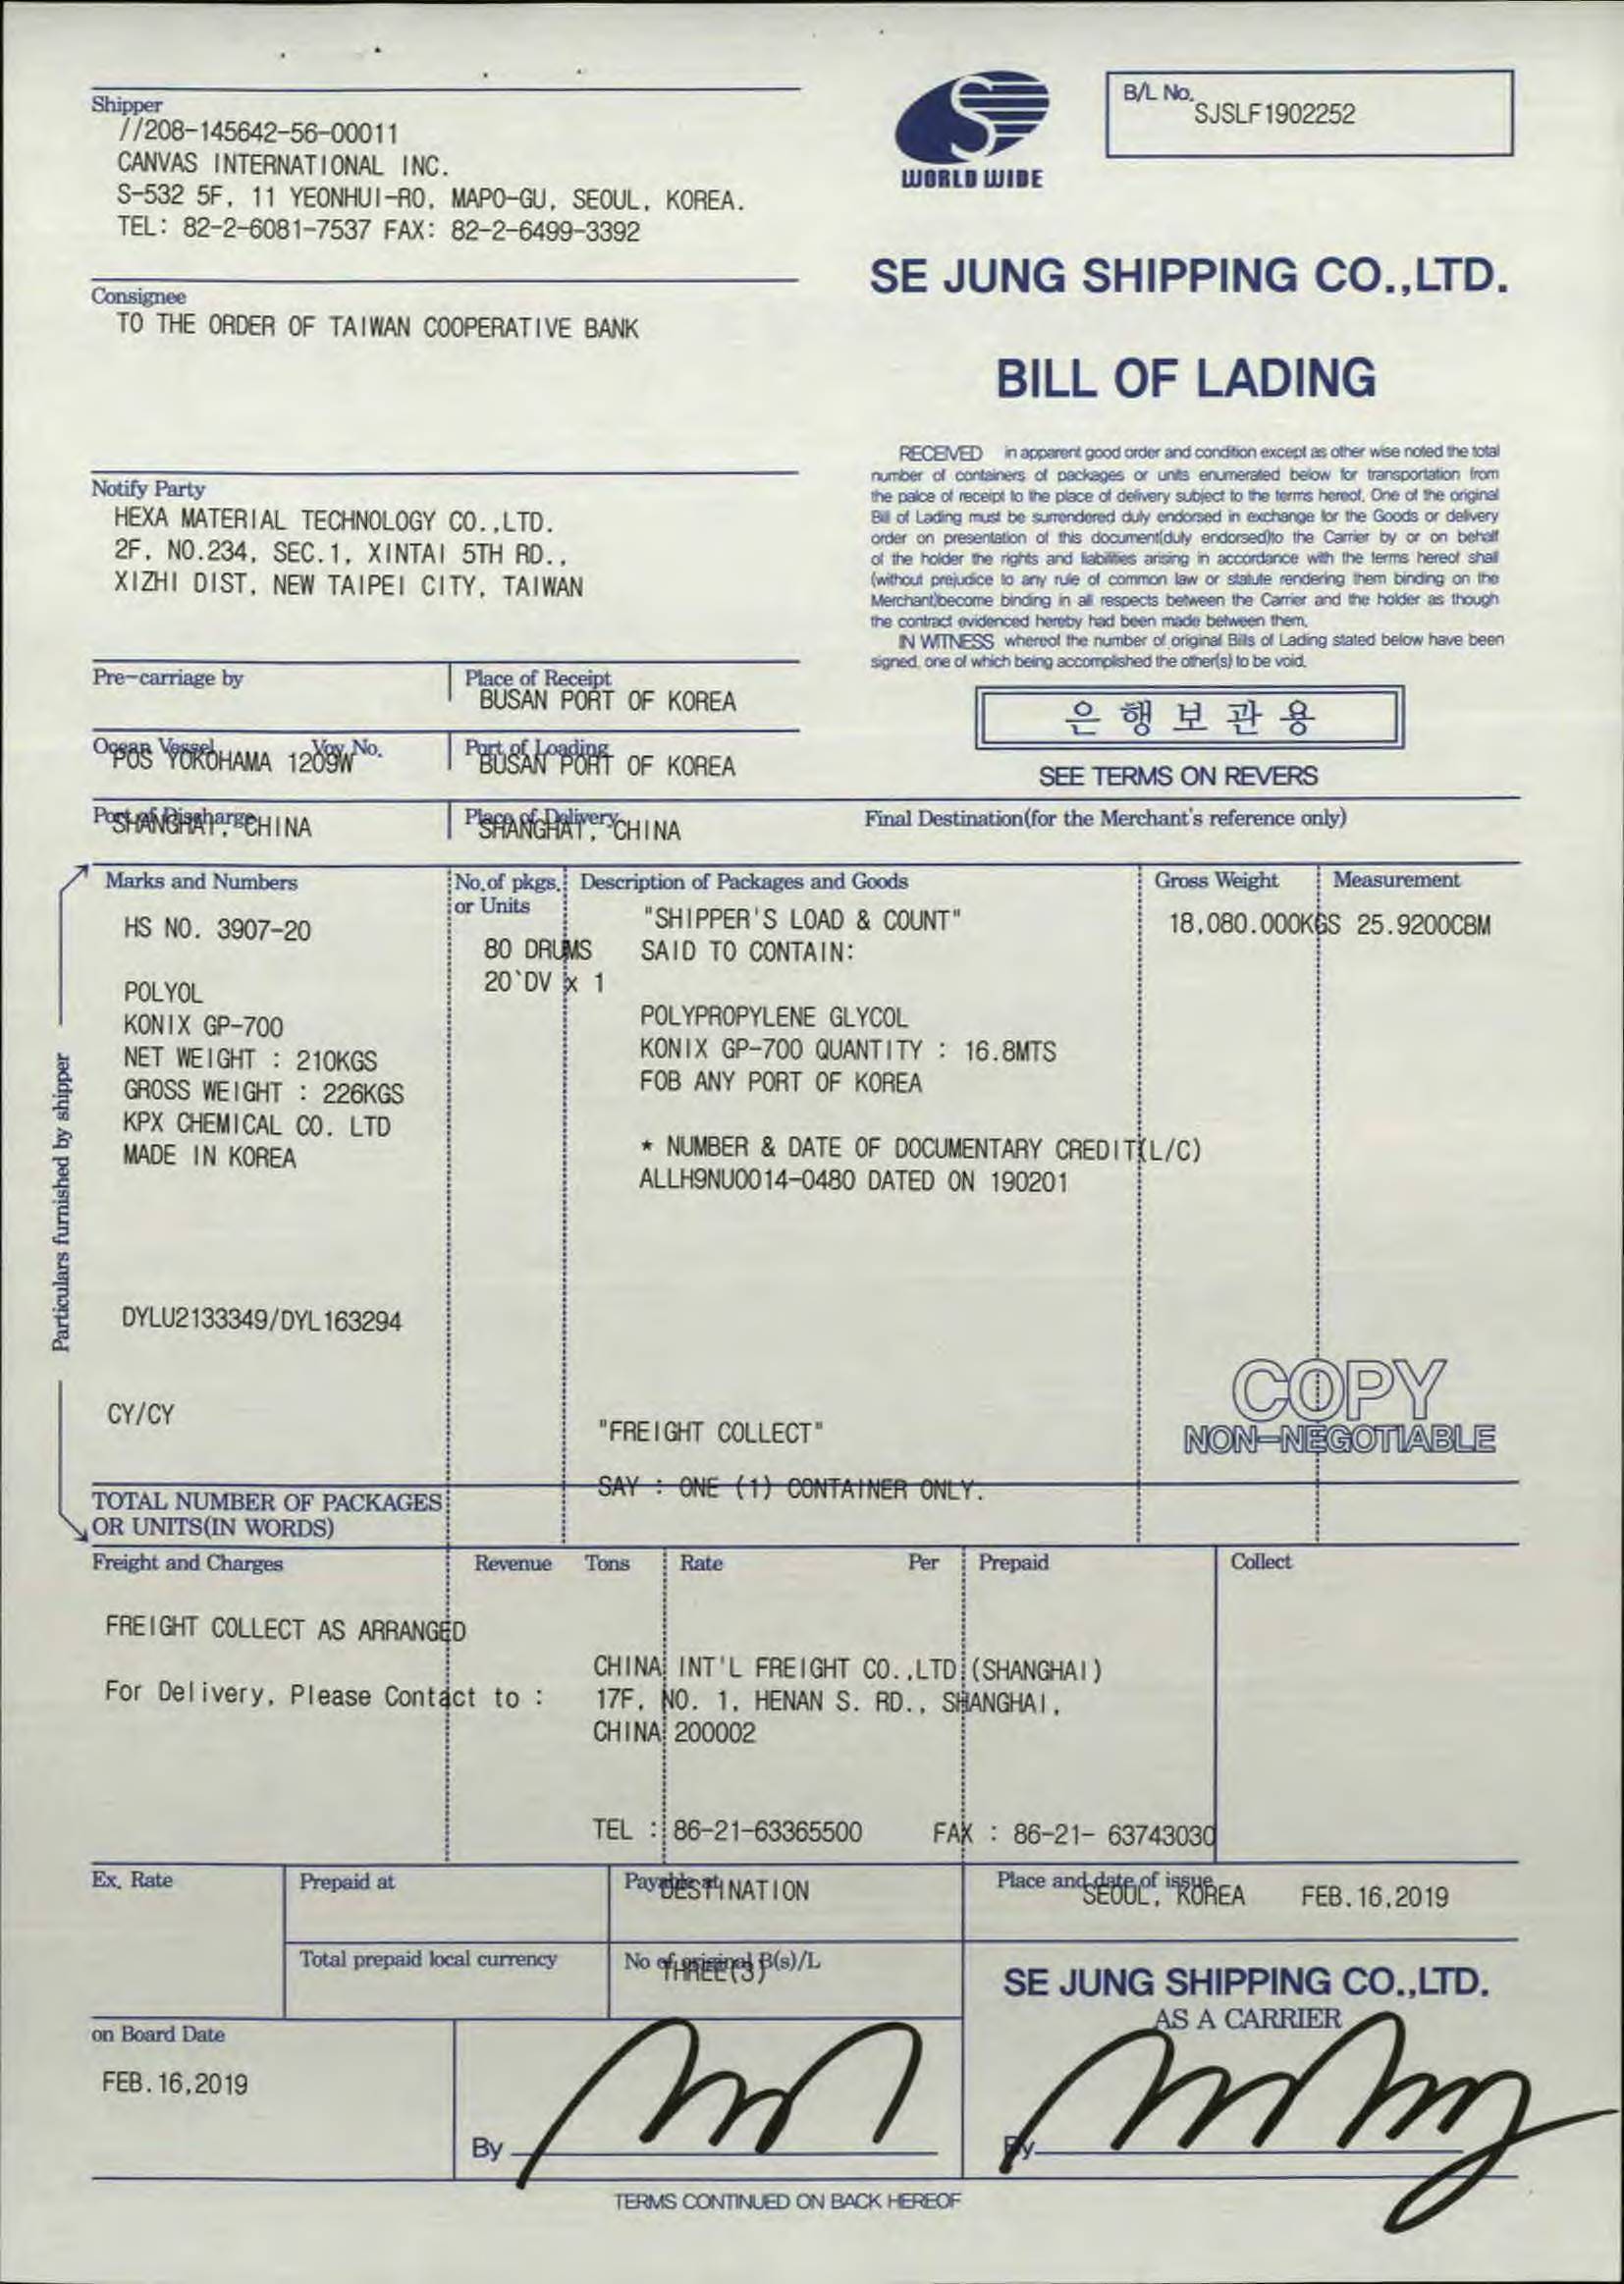 Shipper
//208-145642-56-00011
CANVAS INTERNATIONAL INC.
S-532 5F, 11 YEONHUI-RO, MAPO-GU, SEOUL, KOREA.
TEL: 82-2-6081-7537 FAX: 82-2-6499-3392
WORLD WIDE
B/L No.
SJSLF1902252
SE JUNG SHIPPING CO.,LTD.
BILL OF LADING
Consignee
TO THE ORDER OF TAIWAN COOPERATIVE BANK
Notify Party
HEXA MATERIAL TECHNOLOGY CO.,LTD.
2F, NO.234, SEC.1, XINTAI 5TH RD.,
XIZHI DIST, NEW TAIPEI CITY, TAIWAN
RECEIVED in apparent good order and condition except as other wise noted the total
number of containers of packages or units enumerated below for transportation from
the palce of receipt to the place of delivery subject to the terms hereof, One of the original
Bill of Lading must be surrendered duly endorsed in exchange for the Goods or delivery
order on presentation of this document(duly endorsed)to the Carrier by or on behalf
of the holder the rights and liabilities arising in accordance with the terms hereof shall
(without prejudice to any rule of common law or statute rendering them binding on the
Merchant)become binding in all respects between the Carrier and the holder as though
the contract evidenced hereby had been made between them.
IN WITNESS whereof the number of original Bills of Lading stated below have been
signed, one of which being accomplished the other(s) to be void.
은행보관용
SEE TERMS ON REVERS
Pre-carriage by
Place of Receipt
BUSAN PORT OF KOREA
Ocean Vessel Voy No.
POS YOKOHAMA 1209W
Port of Loading
BUSAN PORT OF KOREA
Port of Discharge
SHANGHAI, CHINA
Place of Delivery
SHANGHAI, CHINA
Final Destination(for the Merchant's reference only)
Particulars furnished by shipper
Marks and Numbers
No.of pkgs. or Units
Description of Packages and Goods
Gross Weight
Measurement
HS NO. 3907-20
"SHIPPER'S LOAD & COUNT"
18,080.000KGS 25.9200CBM
80 DRUMS SAID TO CONTAIN:
20`DV x 1
POLYOL
KONIX GP-700
NET WEIGHT : 210KGS
GROSS WEIGHT : 226KGS
KPX CHEMICAL CO. LTD
MADE IN KOREA
POLYPROPYLENE GLYCOL
KONIX GP-700 QUANTITY : 16.8MTS
FOB ANY PORT OF KOREA
* NUMBER & DATE OF DOCUMENTARY CREDIT(L/C)
ALLH9NU0014-0480 DATED ON 190201
DYLU2133349/DYL163294
CY/CY
"FREIGHT COLLECT"
COPY
NON-NEGOTIABLE
SAY : ONE (1) CONTAINER ONLY.
TOTAL NUMBER OF PACKAGES
OR UNITS(IN WORDS)
Freight and Charges
Revenue Tons
Rate Per
Prepaid
Collect
FREIGHT COLLECT AS ARRANGED
For Delivery, Please Contact to :
CHINA INT'L FREIGHT CO.,LTD (SHANGHAI)
17F, NO. 1, HENAN S. RD., SHANGHAI,
CHINA 200002
TEL : 86-21-63365500 FAX : 86-21- 63743030
Ex. Rate
Prepaid at
Payable at
DESTINATION
Place and date of issue
SEOUL, KOREA FEB.16,2019
Total prepaid local currency
No of original B(s)/L
THREE(3)
SE JUNG SHIPPING CO.,LTD.
AS A CARRIER
on Board Date
FEB.16,2019
By
By
TERMS CONTINUED ON BACK HEREOF